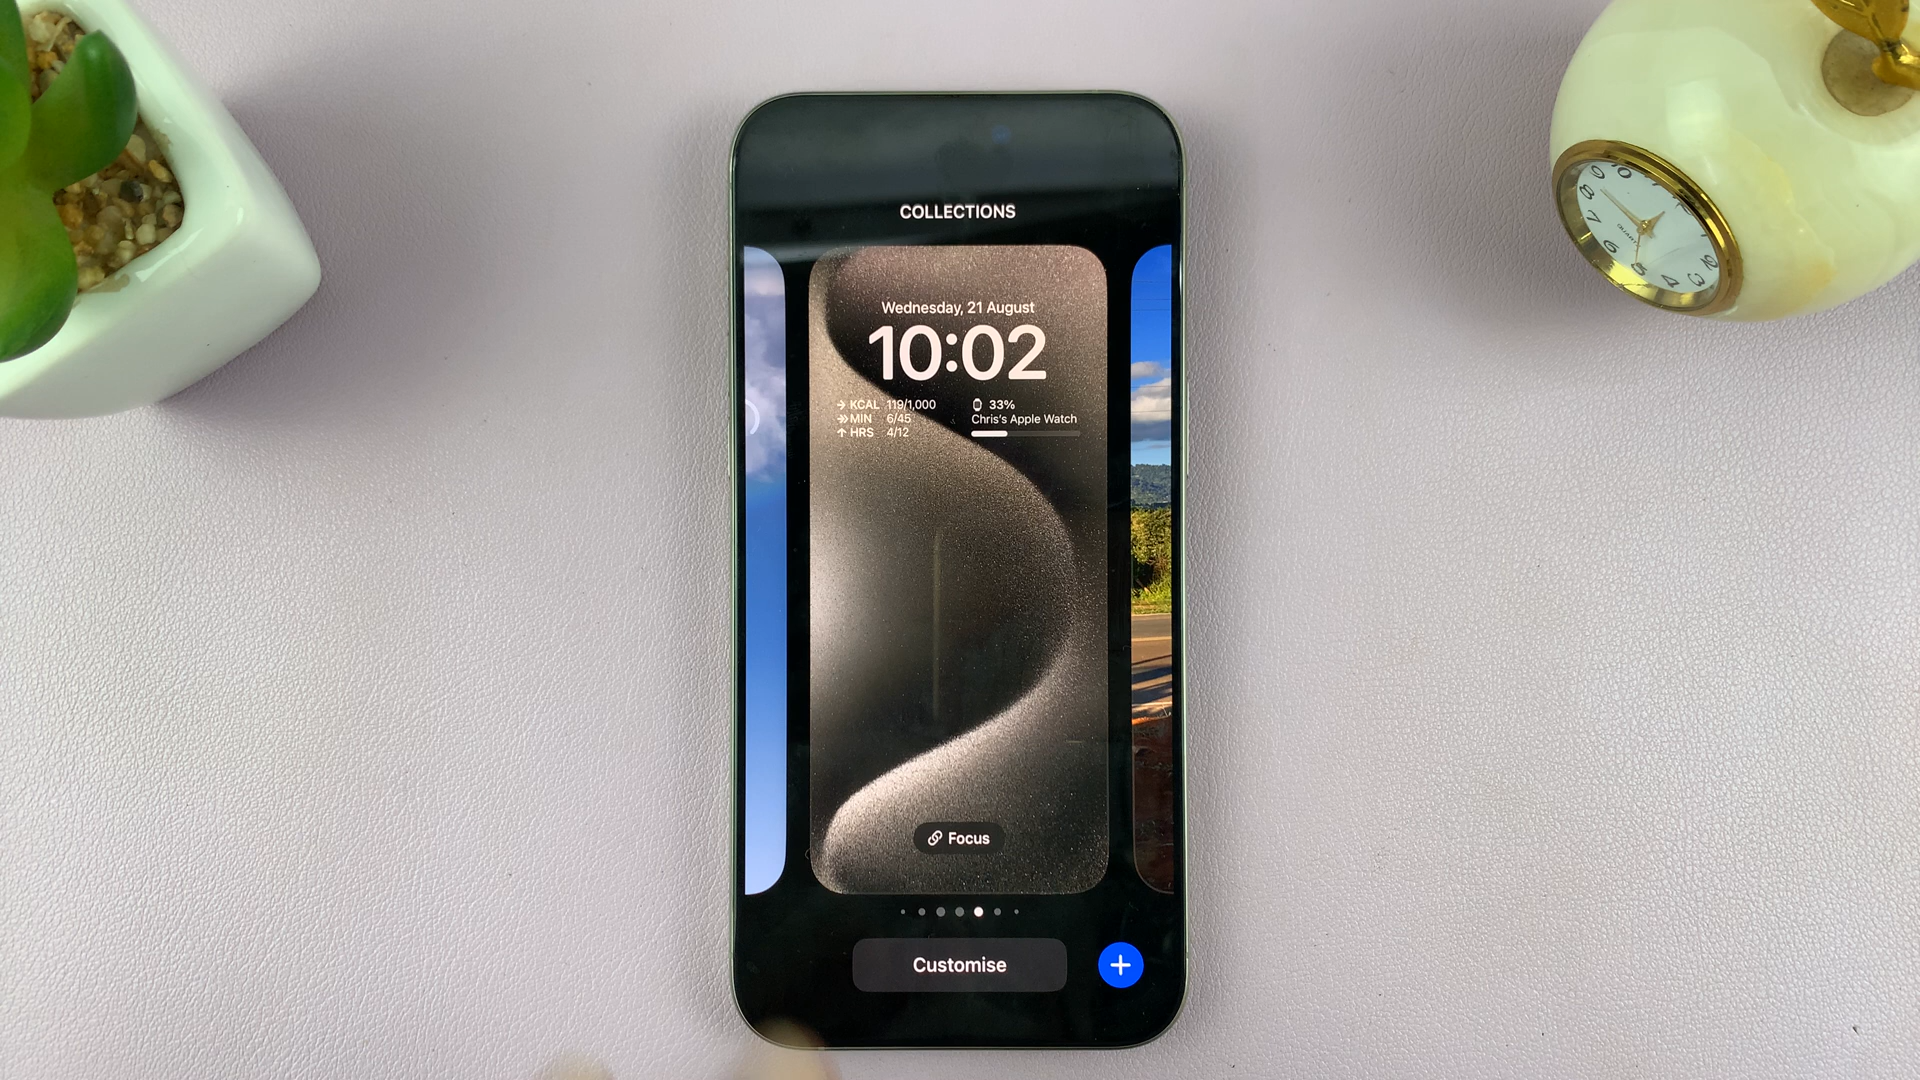 COLLECTIONS
Wednesday, 21 August
10:02
KCAL 119/1,000
MIN 6/45
HRS 4/12
33%
Chris's Apple Watch
Focus
Customise